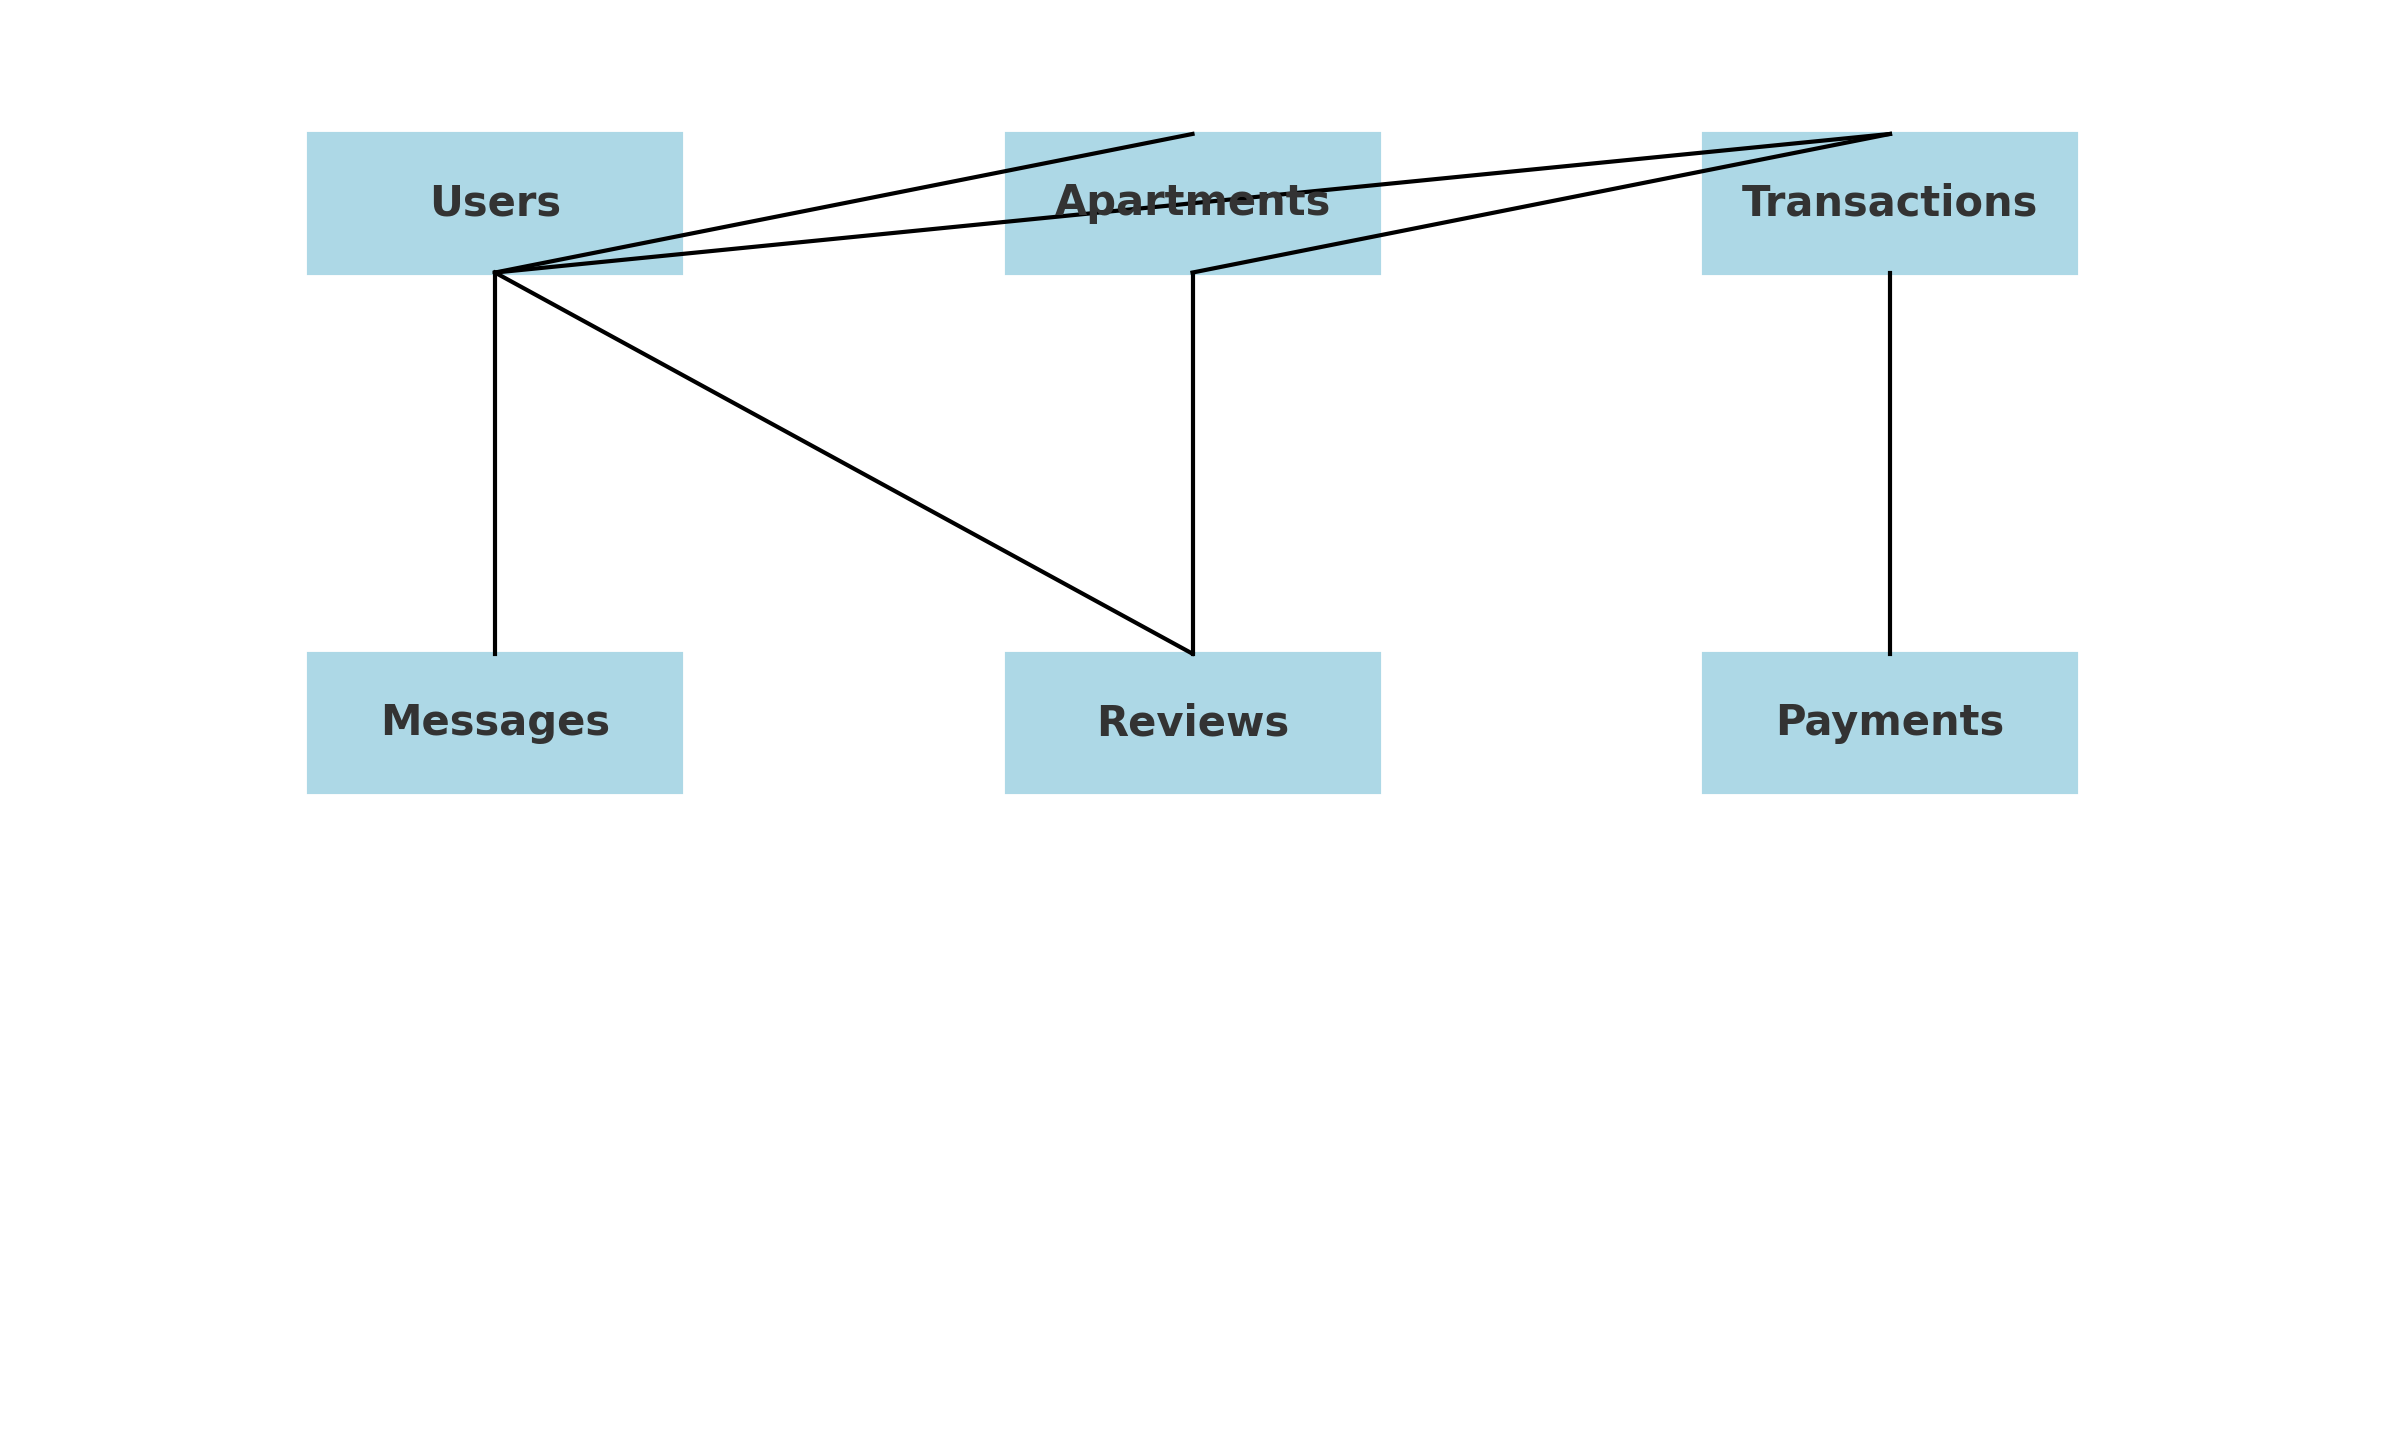 Users
Apartments
Transactions
Messages
Reviews
Payments